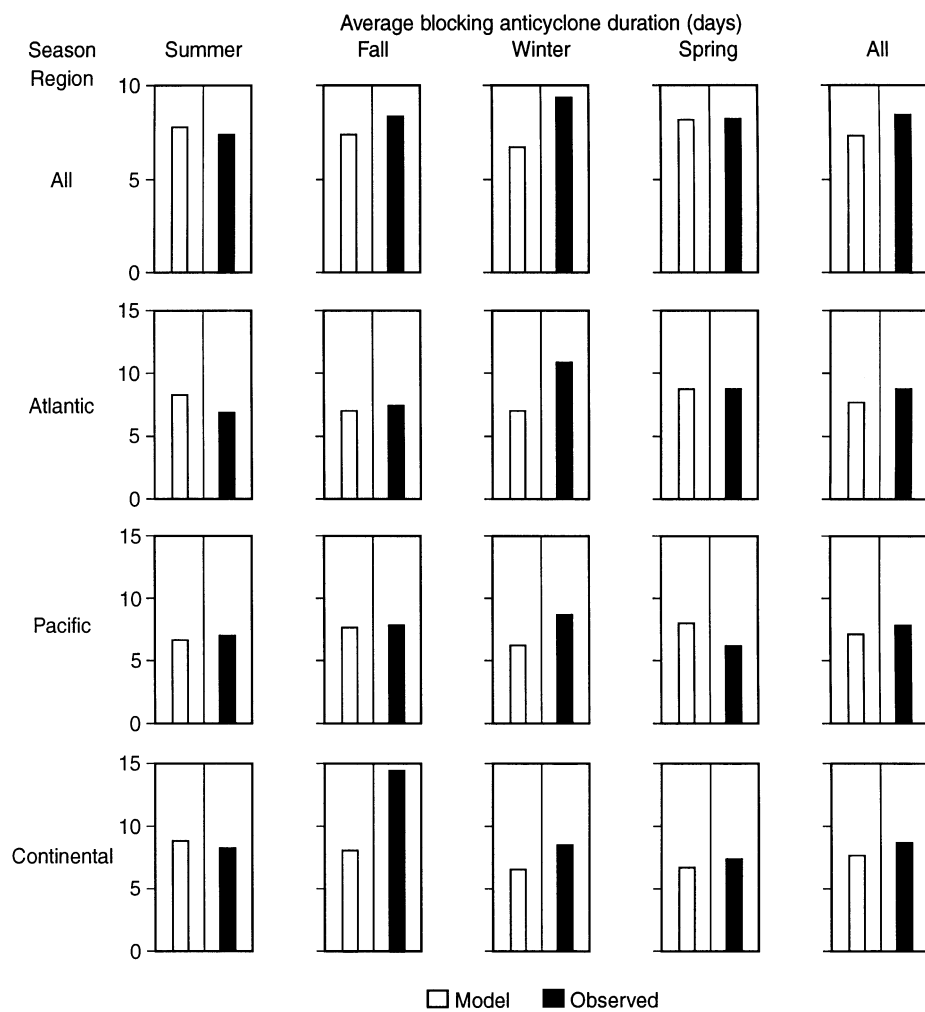 Average blocking anticyclone duration (days)
Season Summer Fall Winter Spring All
Region
10
All 5
0
15
10
Atlantic
5
0
15
10
Pacific
5
0
15
10
Continental
5
0
Model Observed